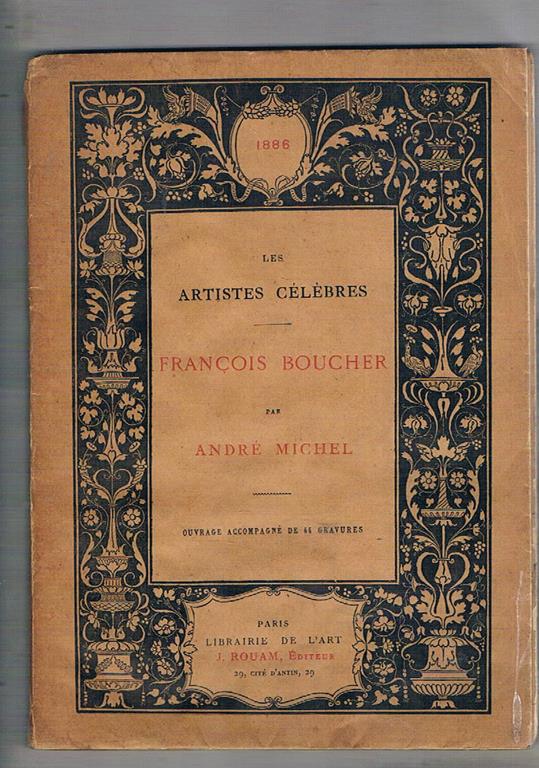 1886
LES
ARTISTES CÉLÈBRES
FRANÇOIS BOUCHER
PAR
ANDRÉ MICHEL
OUVRAGE ACCOMPAGNÉ DE 44 GRAVURES
PARIS
LIBRAIRIE DE L'ART
J. ROUAM, ÉDITEUR
29, CITÉ D'ANTIN, 29